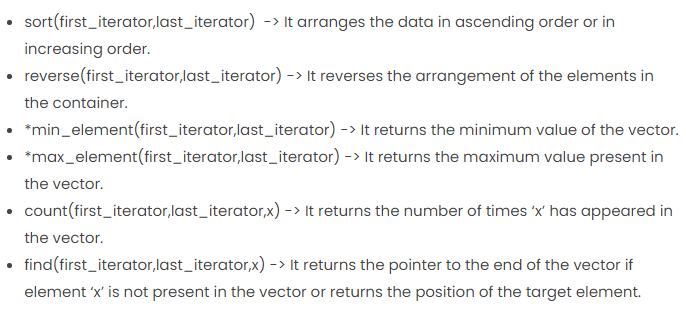 • sort(first_iterator,last_iterator)  -> It arranges the data in ascending order or in
increasing order.
• reverse(first_iterator,last_iterator) -> It reverses the arrangement of the elements in
the container.
• *min_element(first_iterator,last_iterator) -> It returns the minimum value of the vector.
• *max_element(first_iterator,last_iterator) -> It returns the maximum value present in
the vector.
• count(first_iterator,last_iterator,x) -> It returns the number of times ‘x’ has appeared in
the vector.
• find(first_iterator,last_iterator,x) -> It returns the pointer to the end of the vector if
element ‘x’ is not present in the vector or returns the position of the target element.